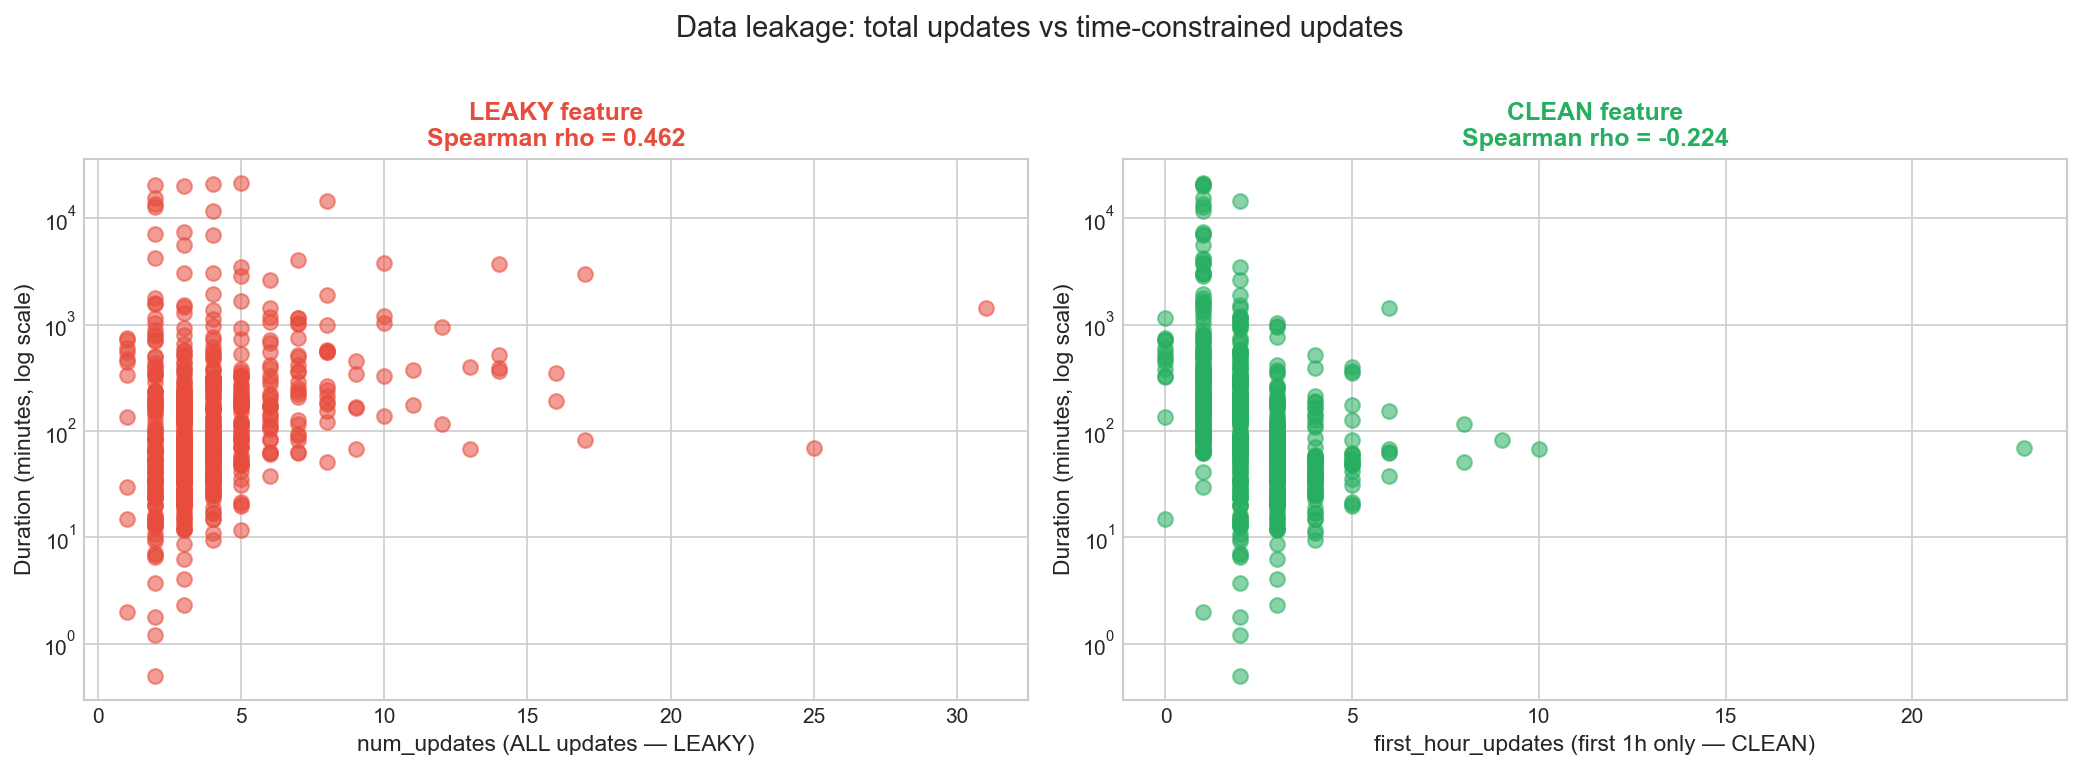 Data leakage: total updates vs time-constrained updates
LEAKY feature
Spearman rho = 0.462
Duration (minutes, log scale)
10^4
10^3
10^2
10^1
10^0
0 5 10 15 20 25 30
num_updates (ALL updates — LEAKY)
CLEAN feature
Spearman rho = -0.224
Duration (minutes, log scale)
10^4
10^3
10^2
10^1
10^0
0 5 10 15 20
first_hour_updates (first 1h only — CLEAN)